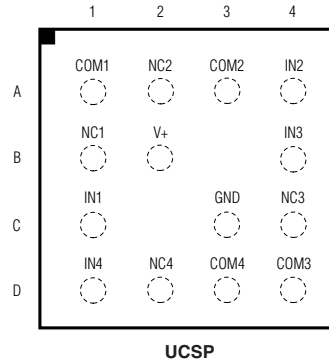 1 2 3 4
A COM1 NC2 COM2 IN2
B NC1 V+ IN3
C IN1 GND NC3
D IN4 NC4 COM4 COM3
UCSP